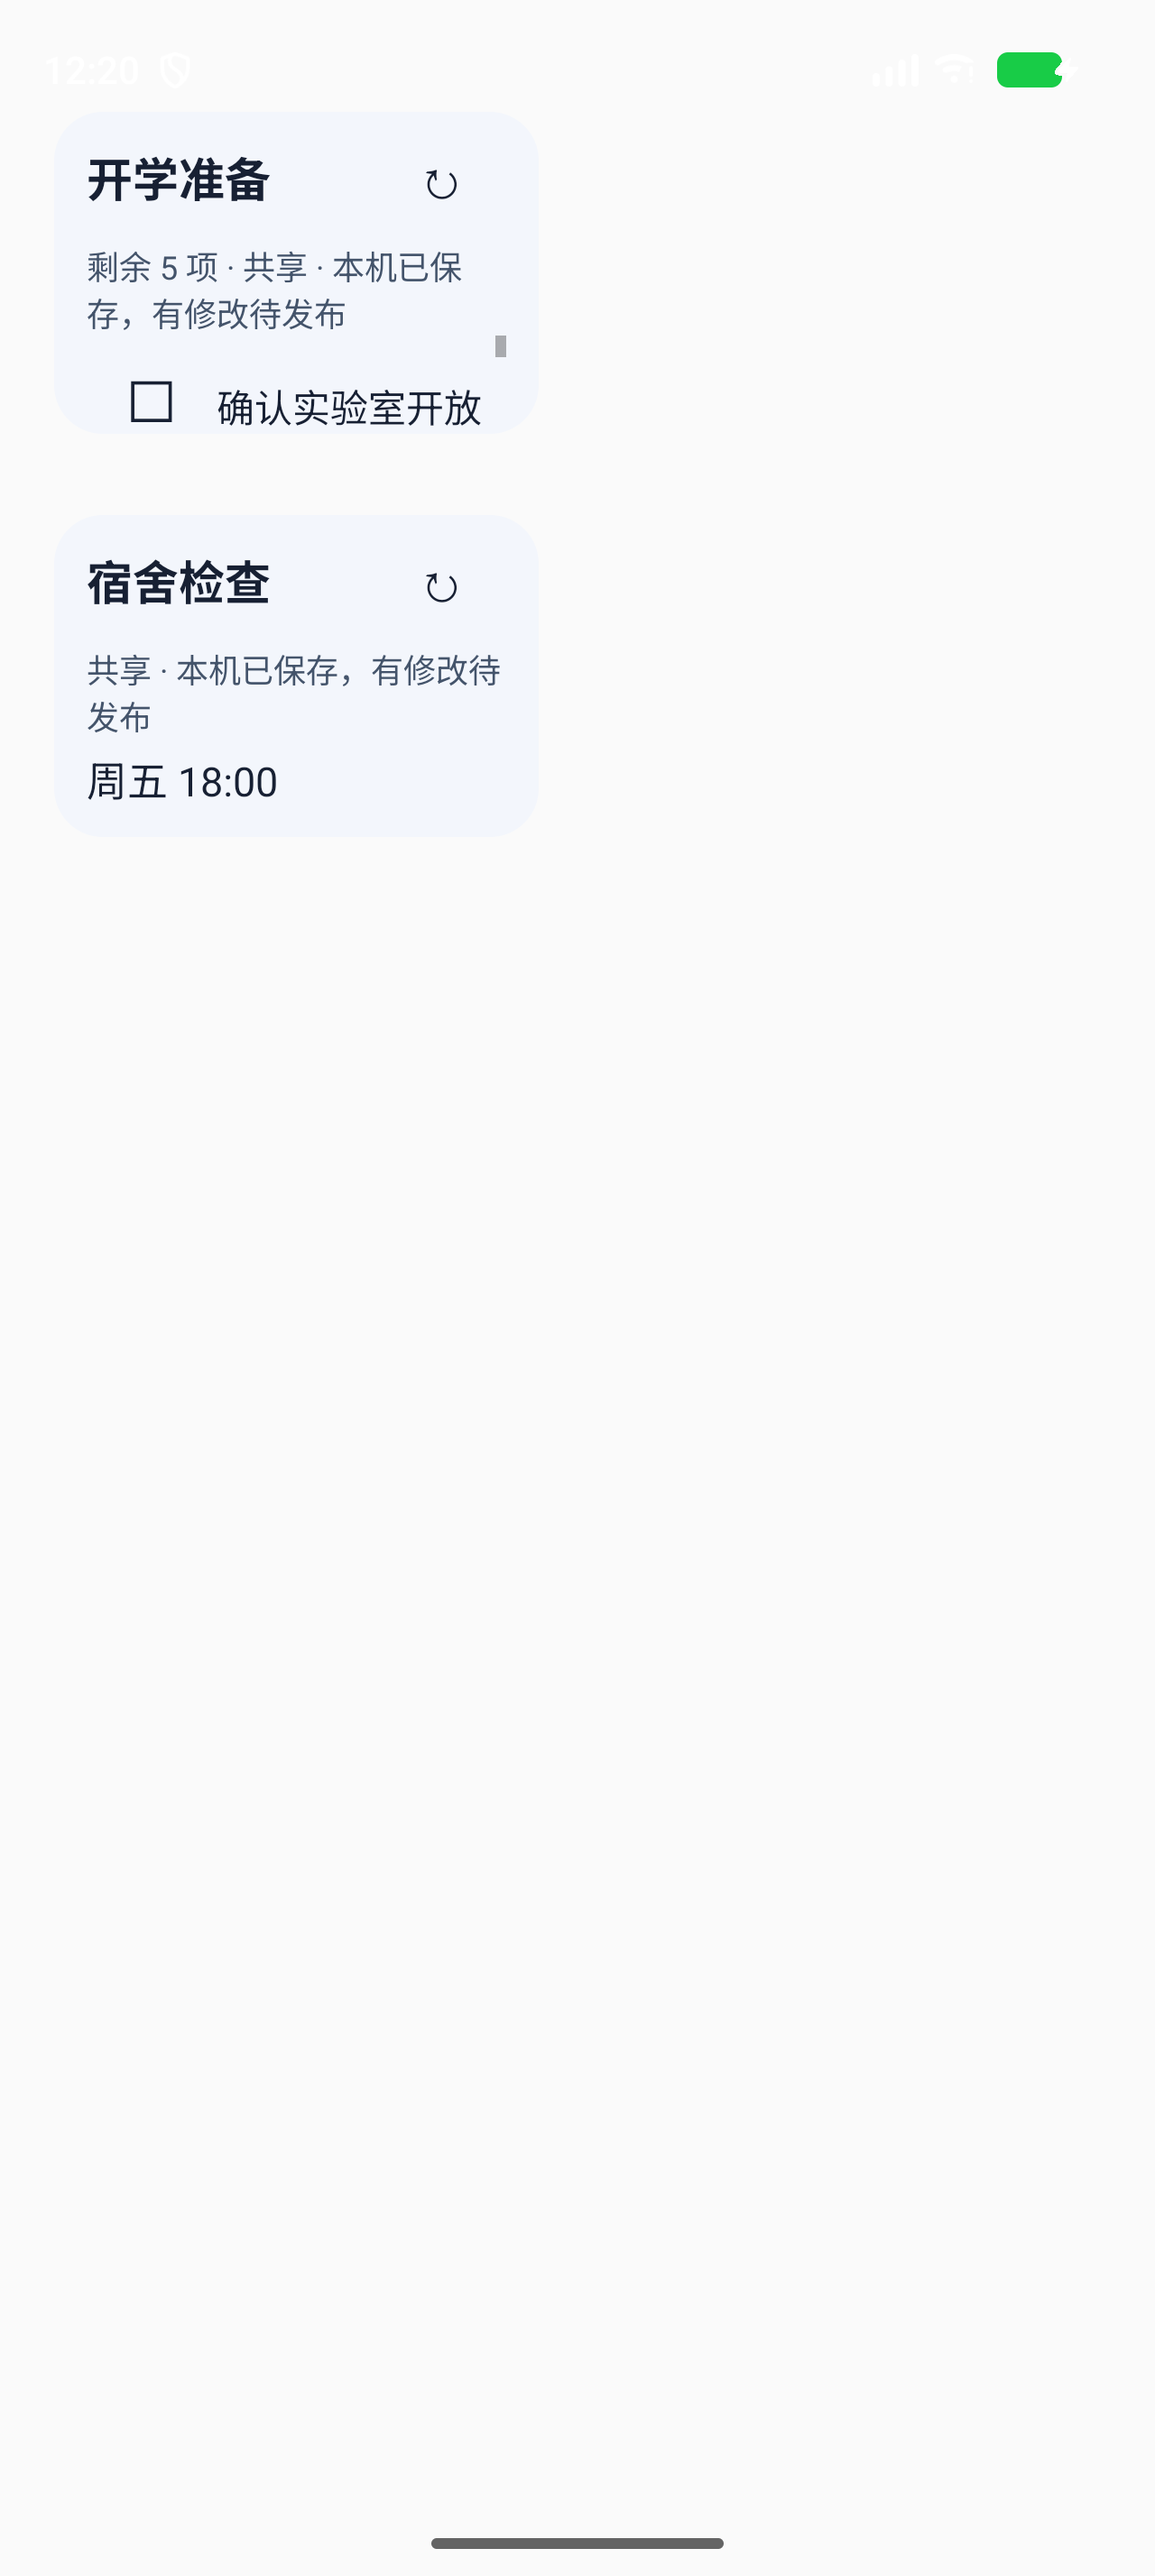 12:20
开学准备
剩余 5 项 · 共享 · 本机已保
存，有修改待发布
确认实验室开放
宿舍检查
共享 · 本机已保存，有修改待
发布
周五 18:00